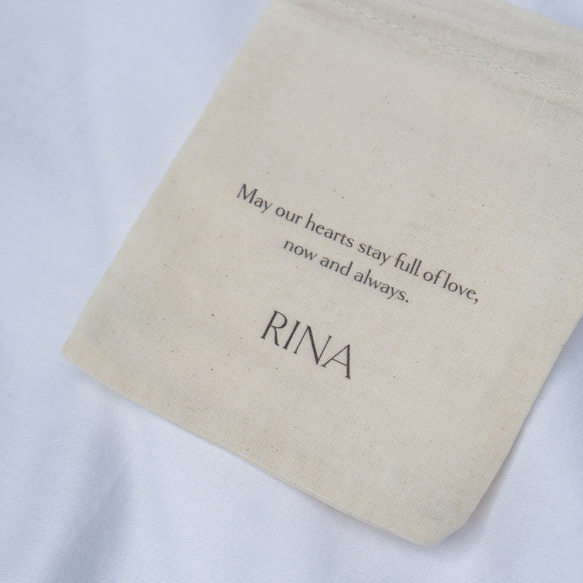 May our hearts stay full of love,
now and always.
RINA